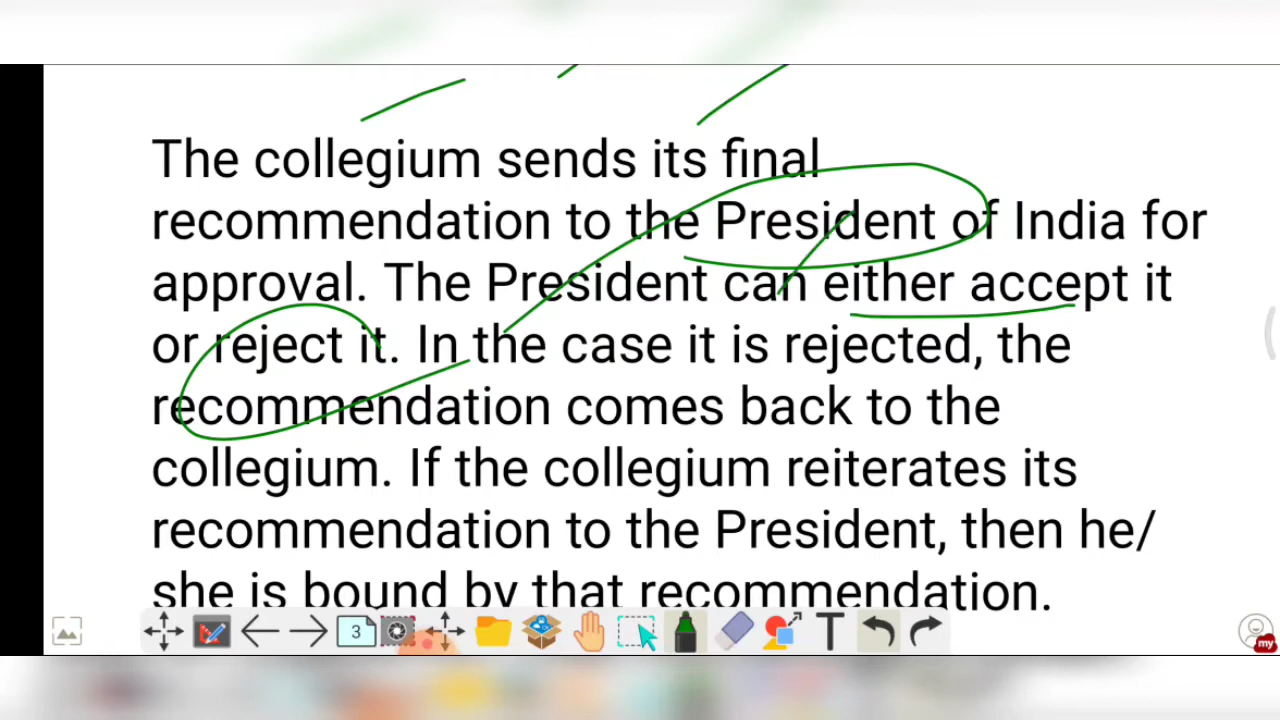 The collegium sends its final
recommendation to the President of India for
approval. The President can either accept it
or reject it. In the case it is rejected, the
recommendation comes back to the
collegium. If the collegium reiterates its
recommendation to the President, then he/
she is bound by that recommendation.
3
T
my